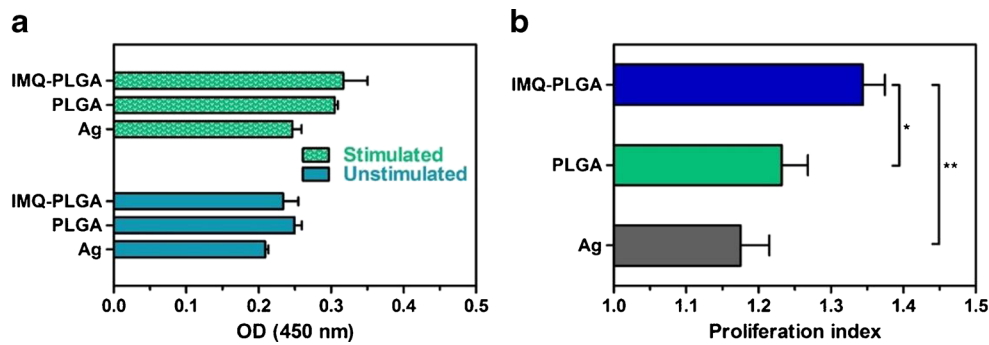 a
IMQ-PLGA
PLGA
Ag
Stimulated
Unstimulated
IMQ-PLGA
PLGA
Ag
0.0 0.1 0.2 0.3 0.4 0.5
OD (450 nm)
b
IMQ-PLGA
*
PLGA
**
Ag
1.0 1.1 1.2 1.3 1.4 1.5
Proliferation index